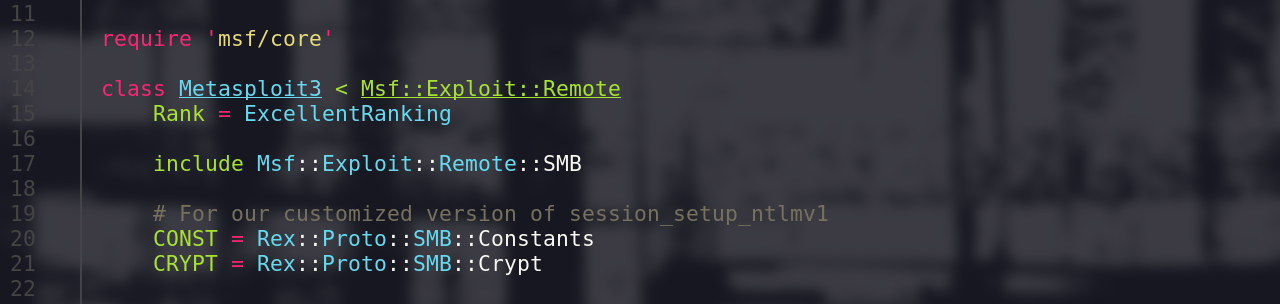 11
12 require 'msf/core'
13
14 class Metasploit3 < Msf::Exploit::Remote
15 Rank = ExcellentRanking
16
17 include Msf::Exploit::Remote::SMB
18
19 # For our customized version of session_setup_ntlmv1
20 CONST = Rex::Proto::SMB::Constants
21 CRYPT = Rex::Proto::SMB::Crypt
22